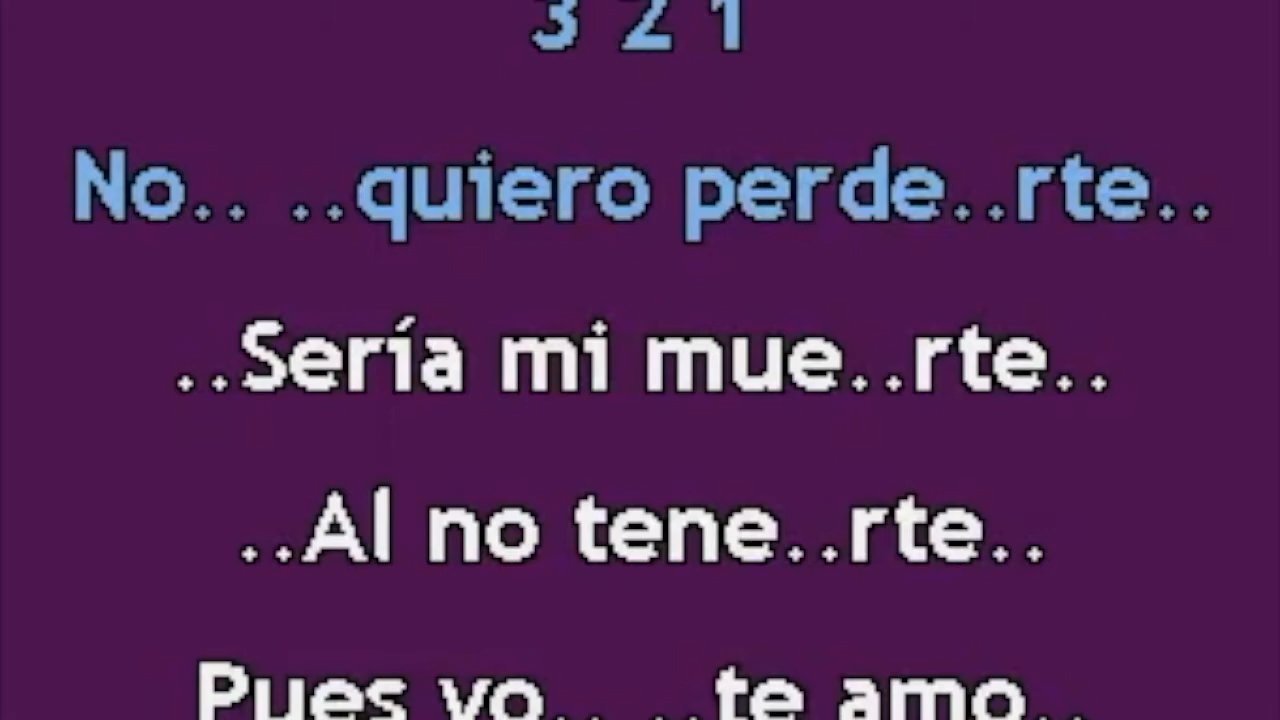 3 2 1
No.. ..quiero perde..rte..
..Sería mi mue..rte..
..Al no tene..rte..
Pues yo.. ..te amo..